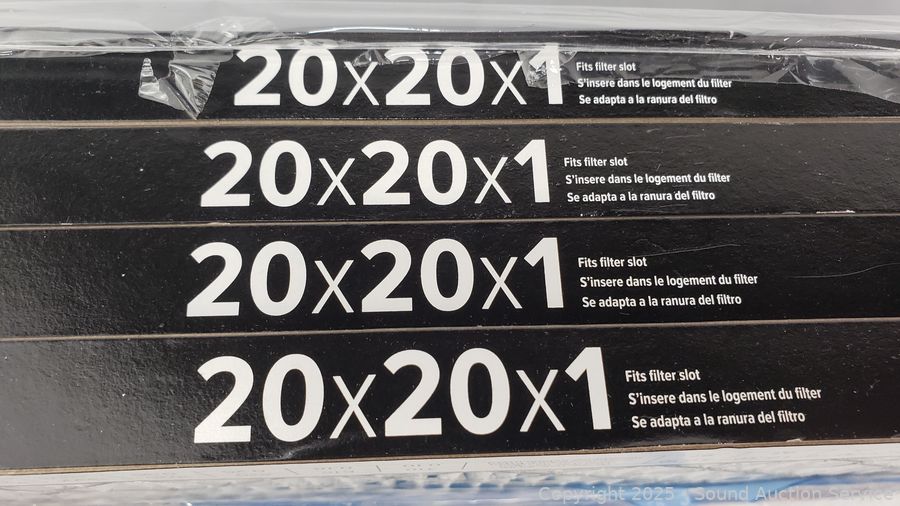 20x20x1
Fits filter slot
S'insere dans le logement du filter
Se adapta a la ranura del filtro
20x20x1
Fits filter slot
S'insere dans le logement du filter
Se adapta a la ranura del filtro
20x20x1
Fits filter slot
S'insere dans le logement du filter
Se adapta a la ranura del filtro
20x20x1
Fits filter slot
S'insere dans le logement du filter
Se adapta a la ranura del filtro
Copyright 2025 - Sound Auction Service